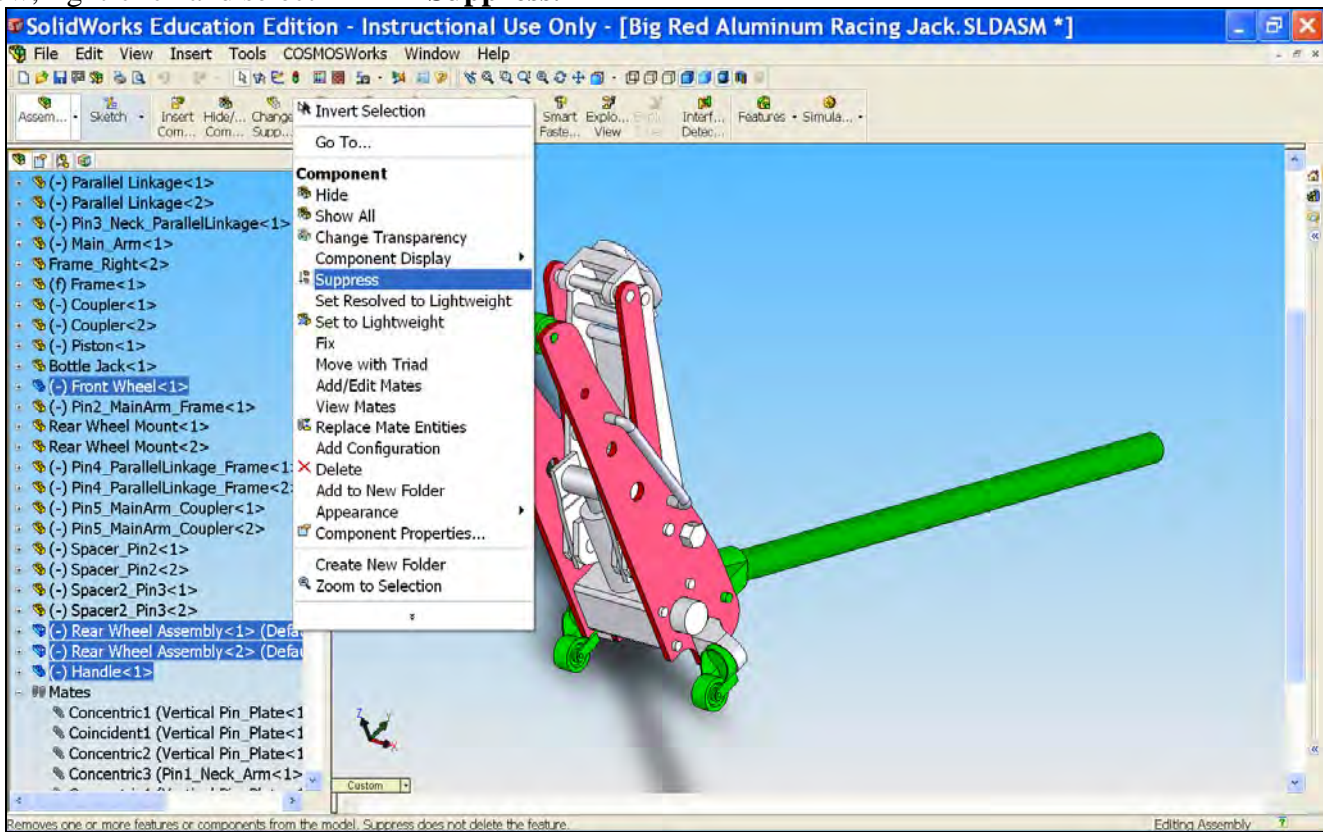 SolidWorks Education Edition - Instructional Use Only - [Big Red Aluminum Racing Jack.SLDASM *]
File Edit View Insert Tools COSMOSWorks Window Help
Assem... Sketch Insert Com... Hide/... Com... Change Supp... Smart Faste... Explo... View Interf... Detec... Features Simula...
Invert Selection
Go To...
Component
Hide
Show All
Change Transparency
Component Display
Suppress
Set Resolved to Lightweight
Set to Lightweight
Fix
Move with Triad
Add/Edit Mates
View Mates
Replace Mate Entities
Add Configuration
Delete
Add to New Folder
Appearance
Component Properties...
Create New Folder
Zoom to Selection
(-) Parallel Linkage<1>
(-) Parallel Linkage<2>
(-) Pin3_Neck_ParallelLinkage<1>
(-) Main_Arm<1>
Frame_Right<2>
(f) Frame<1>
(-) Coupler<1>
(-) Coupler<2>
(-) Piston<1>
Bottle Jack<1>
(-) Front Wheel<1>
(-) Pin2_MainArm_Frame<1>
Rear Wheel Mount<1>
Rear Wheel Mount<2>
(-) Pin4_ParallelLinkage_Frame<1
(-) Pin4_ParallelLinkage_Frame<2
(-) Pin5_MainArm_Coupler<1>
(-) Pin5_MainArm_Coupler<2>
(-) Spacer_Pin2<1>
(-) Spacer_Pin2<2>
(-) Spacer2_Pin3<1>
(-) Spacer2_Pin3<2>
(-) Rear Wheel Assembly<1> (Defa
(-) Rear Wheel Assembly<2> (Defa
(-) Handle<1>
Mates
Concentric1 (Vertical Pin_Plate<1
Coincident1 (Vertical Pin_Plate<1
Concentric2 (Vertical Pin_Plate<1
Concentric3 (Pin1_Neck_Arm<1>
Z Y X
Custom
Removes one or more features or components from the model. Suppress does not delete the feature.
Editing Assembly